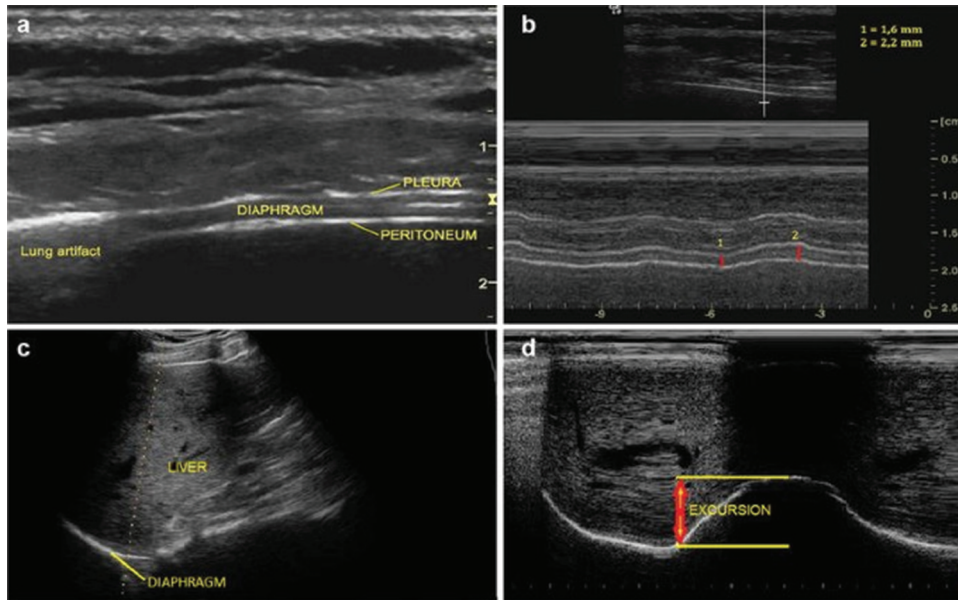 a
1
PLEURA
DIAPHRAGM
PERITONEUM
Lung artifact
2
b
1 = 1,6 mm
2 = 2,2 mm
[cm
0.5
1.0
1.5
2.0
2.5
1
2
-9
-6
-3
0
c
LIVER
DIAPHRAGM
d
EXCURSION